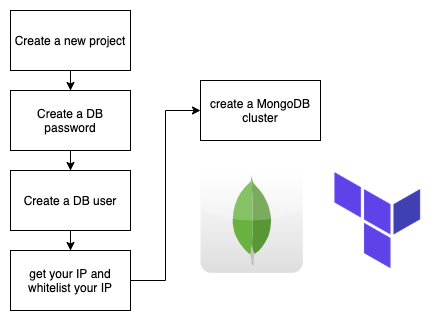 Create a new project
Create a DB
password
Create a DB user
get your IP and
whitelist your IP
create a MongoDB
cluster